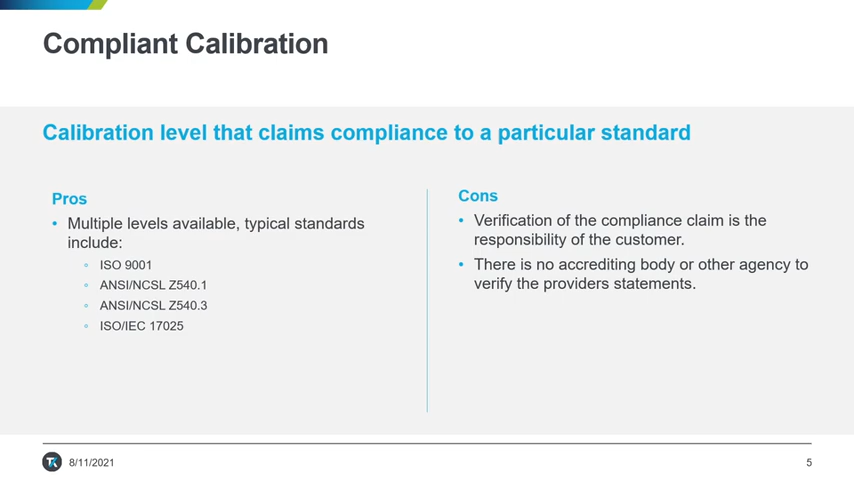 Compliant Calibration
Calibration level that claims compliance to a particular standard
Pros
• Multiple levels available, typical standards
include:
ISO 9001
ANSI/NCSL Z540.1
ANSI/NCSL Z540.3
ISO/IEC 17025
Cons
• Verification of the compliance claim is the
responsibility of the customer.
• There is no accrediting body or other agency to
verify the providers statements.
8/11/2021
5